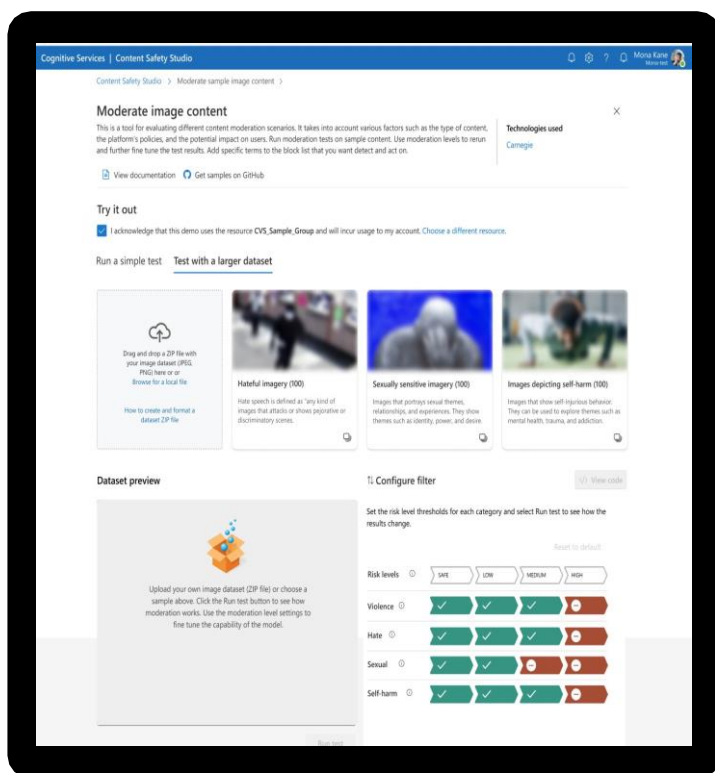 Cognitive Services | Content Safety Studio
Mona Kane
Mona-test
Content Safety Studio > Moderate sample image content >
Moderate image content
This is a tool for evaluating different content moderation scenarios. It takes into account various factors such as the type of content,
the platform's policies, and the potential impact on users. Run moderation tests on sample content. Use moderation levels to rerun
and further fine tune the test results. Add specific terms to the block list that you want detect and act on.
Technologies used
Carnegie
View documentation
Get samples on GitHub
Try it out
I acknowledge that this demo uses the resource CVS_Sample_Group and will incur usage to my account. Choose a different resource.
Run a simple test
Test with a larger dataset
Drag and drop a ZIP file with
your image dataset (JPEG,
PNG) here or or
Browse for a local file
How to create and format a
dataset ZIP file
Hateful imagery (100)
Hate speech is defined as "any kind of
images that attacks or shows pejorative or
discriminatory scenes.
Sexually sensitive imagery (100)
Images that portrays sexual themes,
relationships, and experiences. They show
themes such as identity, power, and desire.
Images depicting self-harm (100)
Images that show self-injurious behavior.
They can be used to explore themes such as
mental health, trauma, and addiction.
Dataset preview
Upload your own image dataset (ZIP file) or choose a
sample above. Click the Run test button to see how
moderation works. Use the moderation level settings to
fine tune the capability of the model.
Run test
Configure filter
View code
Set the risk level thresholds for each category and select Run test to see how the
results change.
Reset to default
Risk levels
SAFE
LOW
MEDIUM
HIGH
Violence
Hate
Sexual
Self-harm